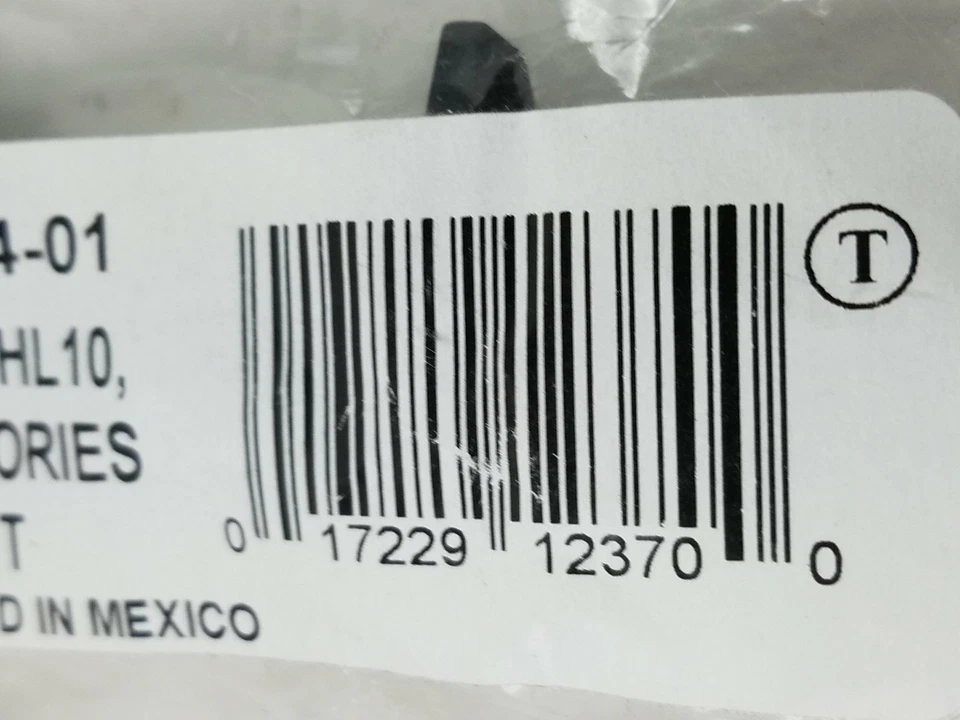 4-01
HL10,
ORIES
T
D IN MEXICO
T
0 17229 12370 0